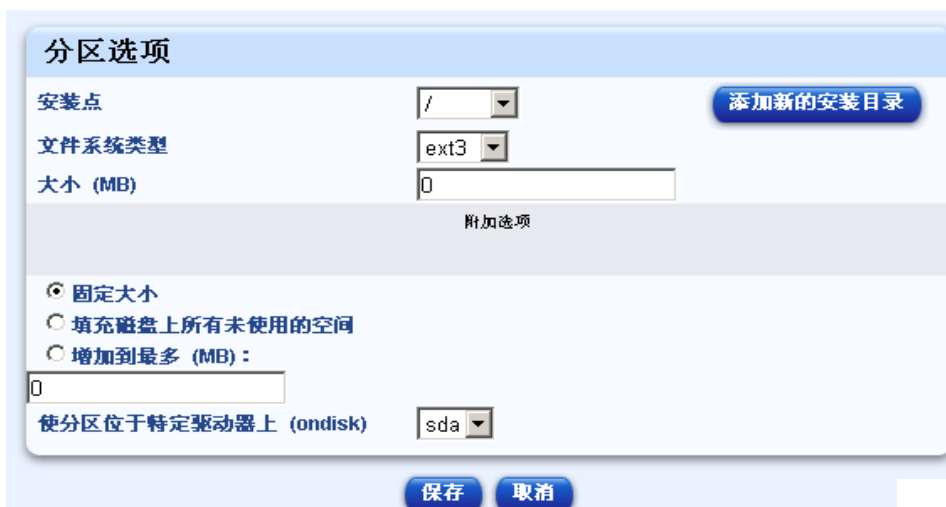 分区选项
安装点 / 添加新的安装目录
文件系统类型 ext3
大小 (MB) 0
附加选项
固定大小
填充磁盘上所有未使用的空间
增加到最多 (MB)：
0
使分区位于特定驱动器上 (ondisk) sda
保存 取消